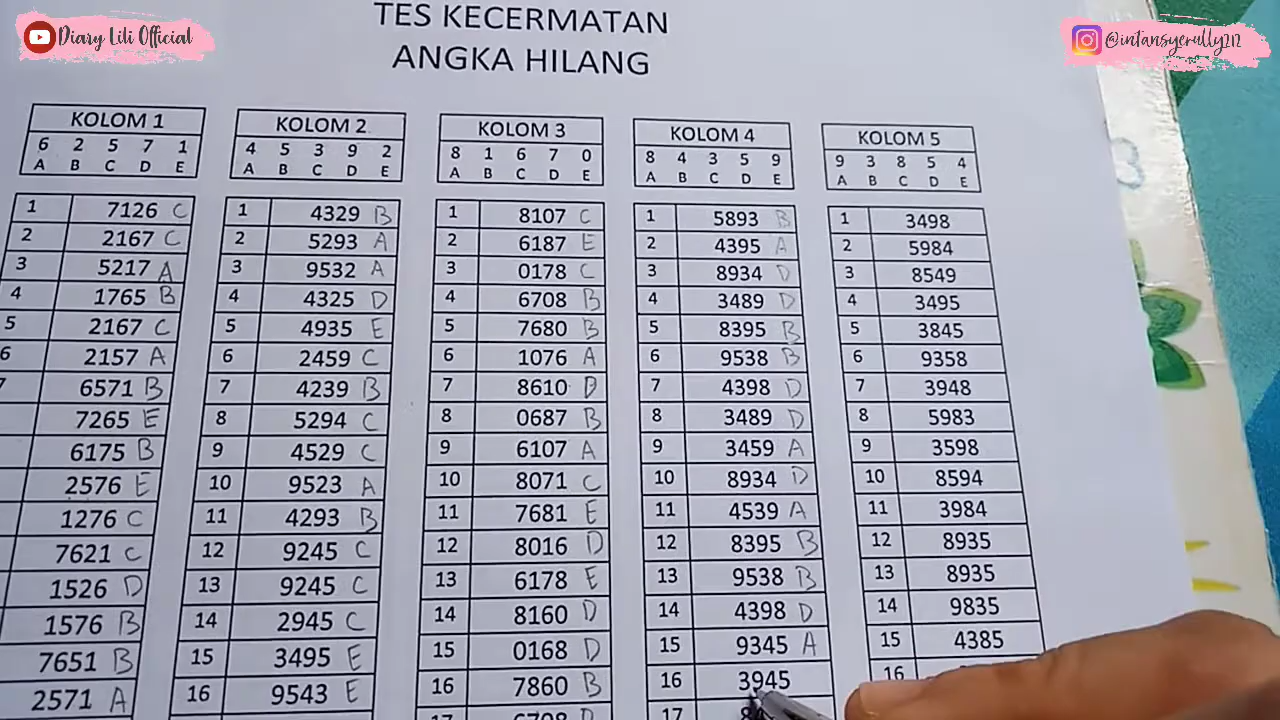 Diary Lili Official
@intansyerully212
TES KECERMATAN
ANGKA HILANG
KOLOM 1
6 2 5 7 1
A B C D E
1 7126 C
2 2167 C
3 5217 A
4 1765 B
5 2167 C
6 2157 A
7 6571 B
7265 E
6175 B
2576 E
1276 C
7621 C
1526 D
1576 B
7651 B
2571 A
KOLOM 2
4 5 3 9 2
A B C D E
1 4329 B
2 5293 A
3 9532 A
4 4325 D
5 4935 E
6 2459 C
7 4239 B
8 5294 C
9 4529 C
10 9523 A
11 4293 B
12 9245 C
13 9245 C
14 2945 C
15 3495 E
16 9543 E
KOLOM 3
8 1 6 7 0
A B C D E
1 8107 C
2 6187 E
3 0178 C
4 6708 B
5 7680 B
6 1076 A
7 8610 D
8 0687 B
9 6107 A
10 8071 C
11 7681 E
12 8016 D
13 6178 E
14 8160 D
15 0168 D
16 7860 B
17 6708
KOLOM 4
8 4 3 5 9
A B C D E
1 5893 B
2 4395 A
3 8934 D
4 3489 D
5 8395 B
6 9538 B
7 4398 D
8 3489 D
9 3459 A
10 8934 D
11 4539 A
12 8395 B
13 9538 B
14 4398 D
15 9345 A
16 3945
17
KOLOM 5
9 3 8 5 4
A B C D E
1 3498
2 5984
3 8549
4 3495
5 3845
6 9358
7 3948
8 5983
9 3598
10 8594
11 3984
12 8935
13 8935
14 9835
15 4385
16